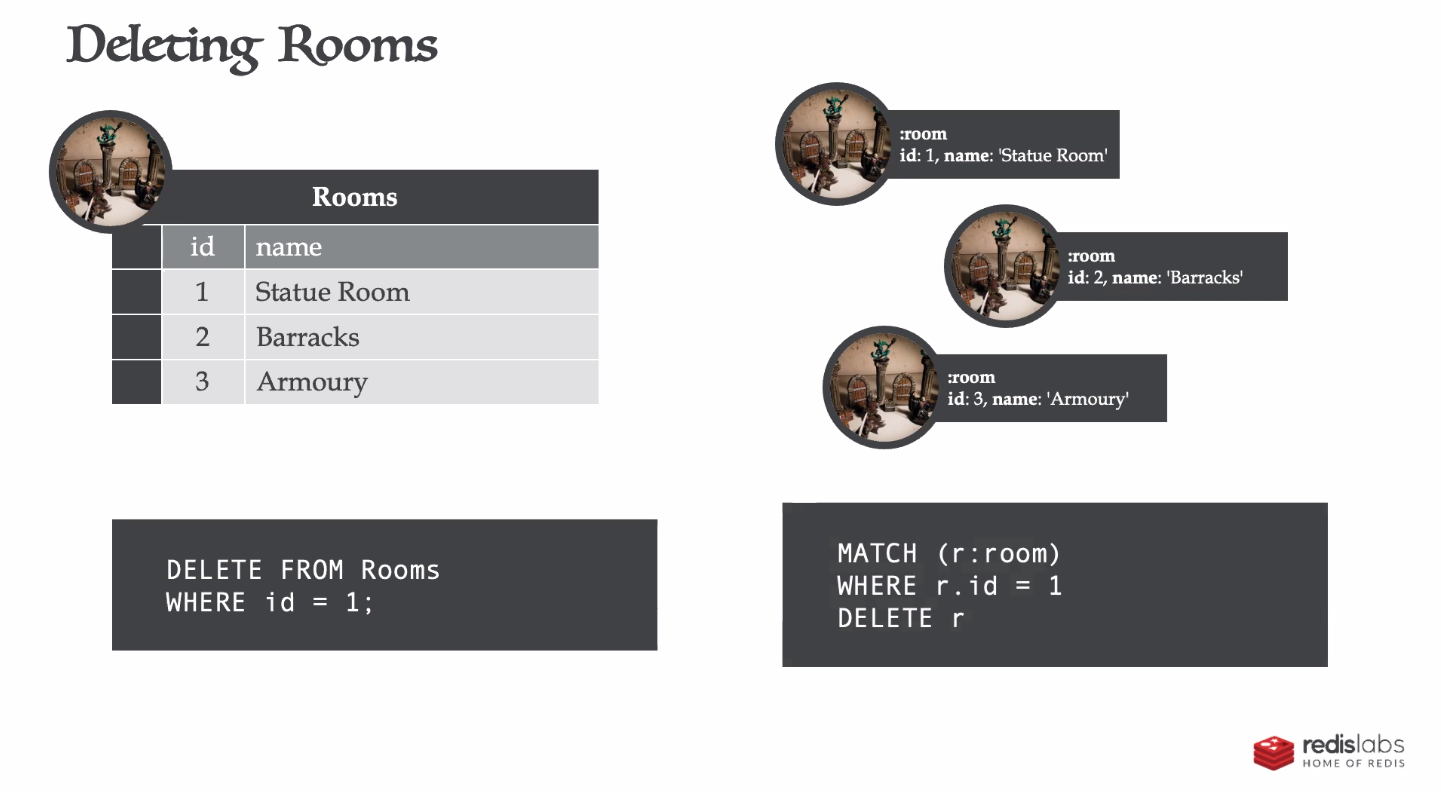 Deleting Rooms
Rooms
id name
1 Statue Room
2 Barracks
3 Armoury
DELETE FROM Rooms
WHERE id = 1;
:room
id: 1, name: 'Statue Room'
:room
id: 2, name: 'Barracks'
:room
id: 3, name: 'Armoury'
MATCH (r:room)
WHERE r.id = 1
DELETE r
redislabs
HOME OF REDIS